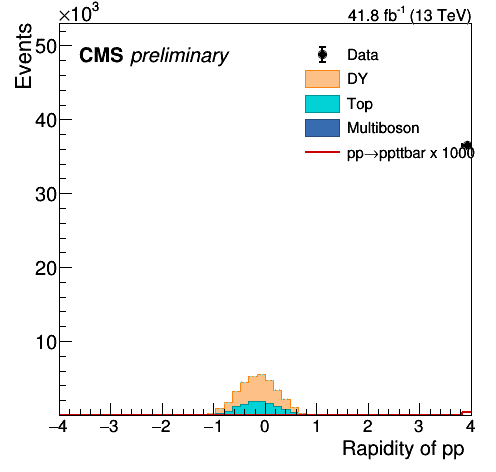 ×10³
41.8 fb⁻¹ (13 TeV)
Events
CMS preliminary
Data
DY
Top
Multiboson
pp→ppttbar x 1000
50
40
30
20
10
−4 −3 −2 −1 0 1 2 3 4
Rapidity of pp